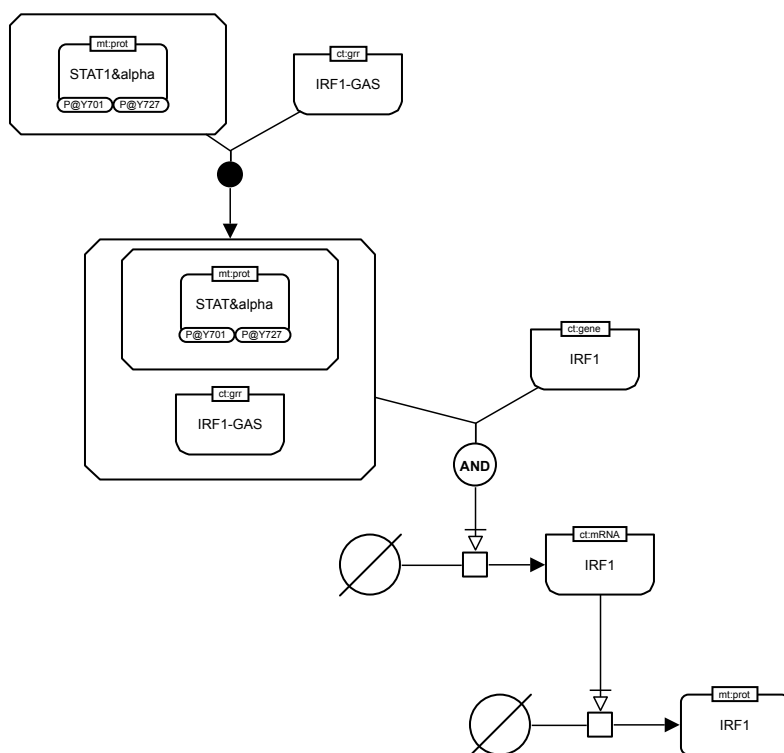 mt:prot
STAT1&alpha
P@Y701 P@Y727
ct:grr
IRF1-GAS
mt:prot
STAT&alpha
P@Y701 P@Y727
ct:grr
IRF1-GAS
ct:gene
IRF1
AND
ct:mRNA
IRF1
mt:prot
IRF1